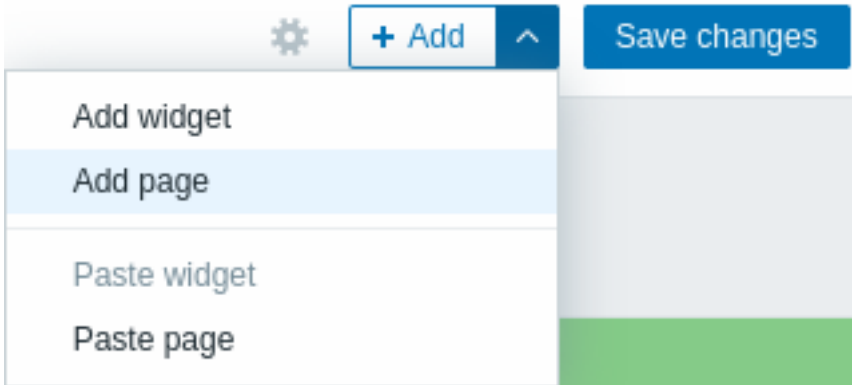 + Add
Save changes
Add widget
Add page
Paste widget
Paste page